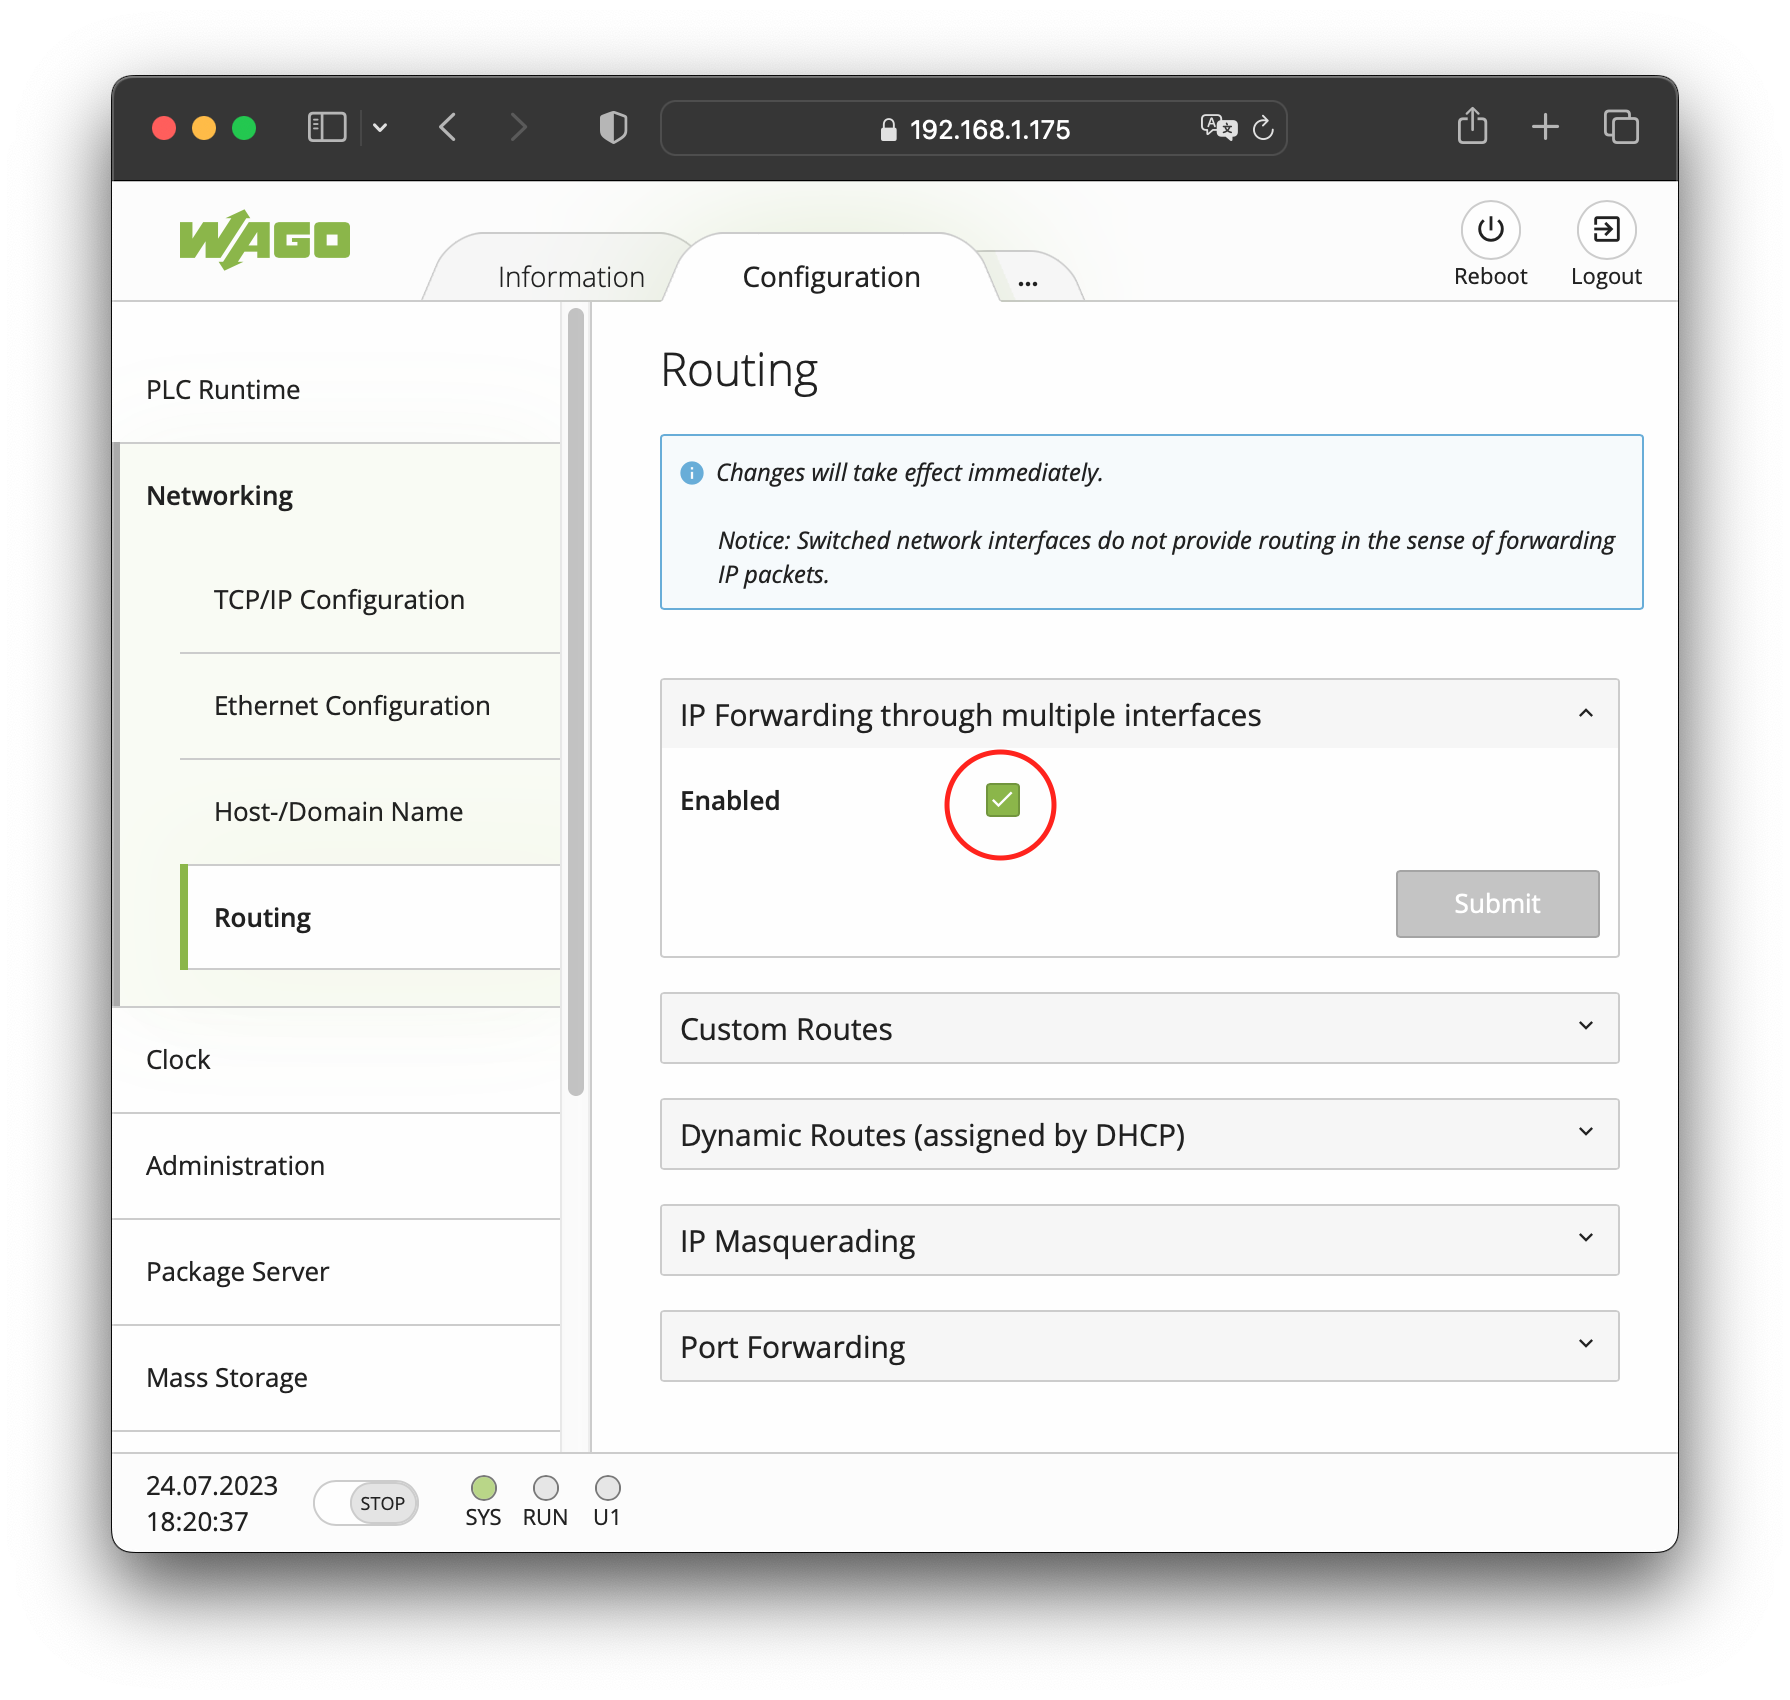 192.168.1.175
WAGO
Information
Configuration
...
Reboot
Logout
PLC Runtime
Networking
TCP/IP Configuration
Ethernet Configuration
Host-/Domain Name
Routing
Clock
Administration
Package Server
Mass Storage
Routing
Changes will take effect immediately.
Notice: Switched network interfaces do not provide routing in the sense of forwarding
IP packets.
IP Forwarding through multiple interfaces
Enabled
Submit
Custom Routes
Dynamic Routes (assigned by DHCP)
IP Masquerading
Port Forwarding
24.07.2023
18:20:37
STOP
SYS
RUN
U1